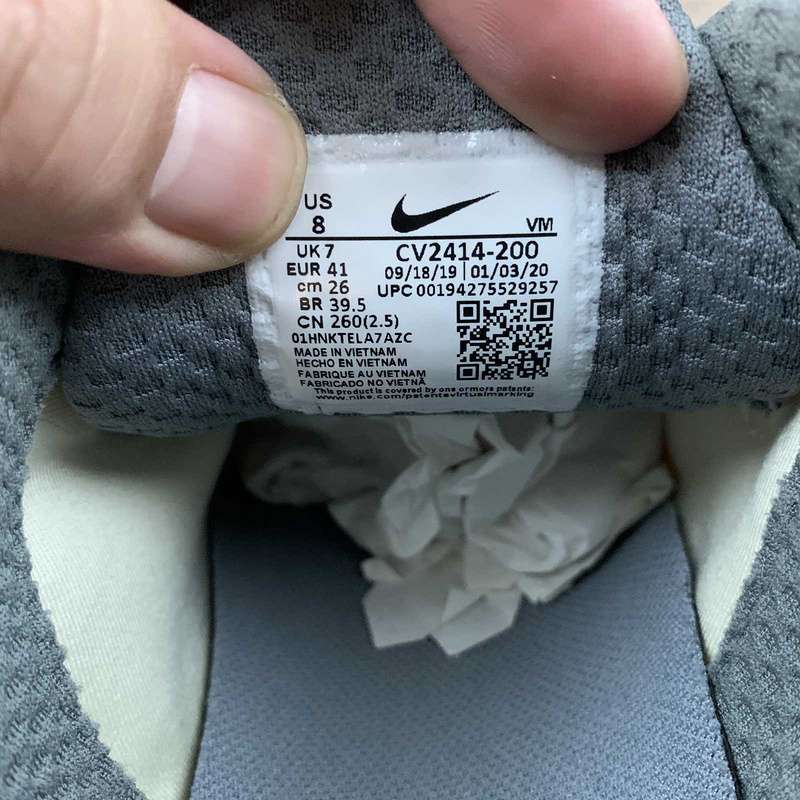 US
8
VM
UK 7
CV2414-200
EUR 41
09/18/19 | 01/03/20
cm 26
UPC 00194275529257
BR 39.5
CN 260(2.5)
01HNKTELA7AZC
MADE IN VIETNAM
HECHO EN VIETNAM
FABRIQUE AU VIETNAM
FABRICADO NO VIETNÃ
This product is covered by one or more patents:
www.nike.com/patentsvirtualmarking